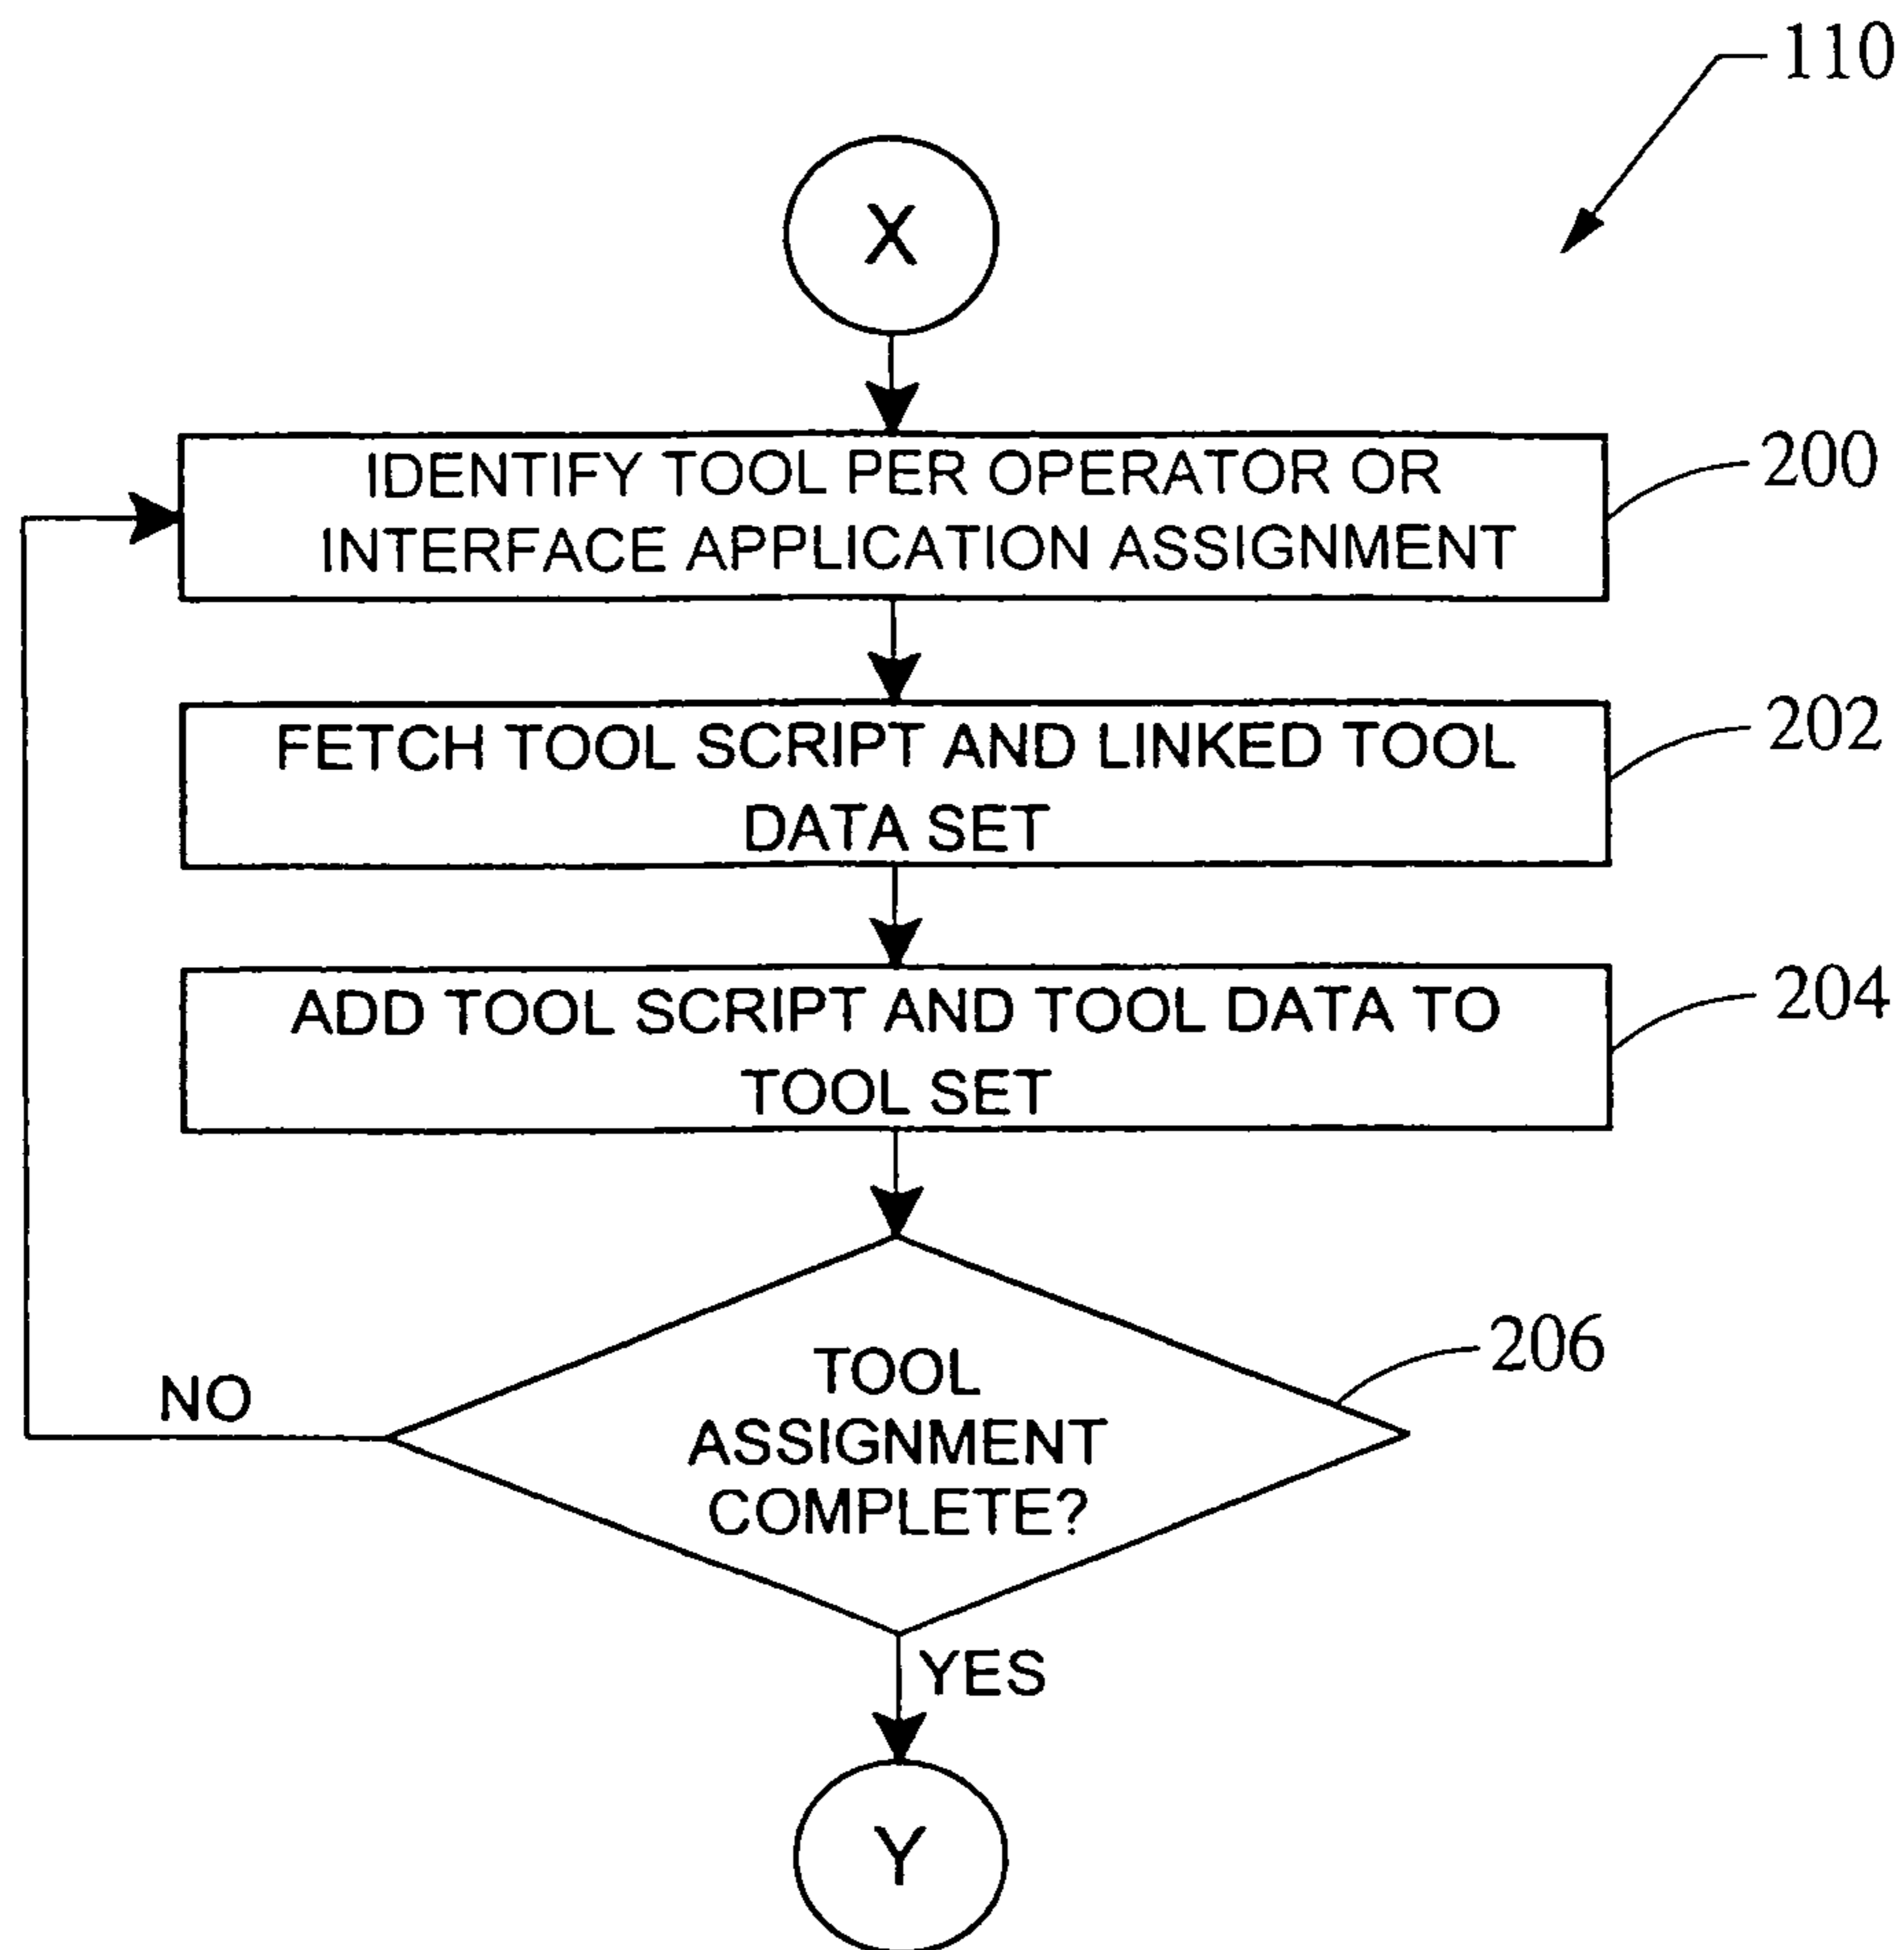 110
X
IDENTIFY TOOL PER OPERATOR OR
INTERFACE APPLICATION ASSIGNMENT
200
FETCH TOOL SCRIPT AND LINKED TOOL
DATA SET
202
ADD TOOL SCRIPT AND TOOL DATA TO
TOOL SET
204
TOOL
ASSIGNMENT
COMPLETE?
206
NO
YES
Y